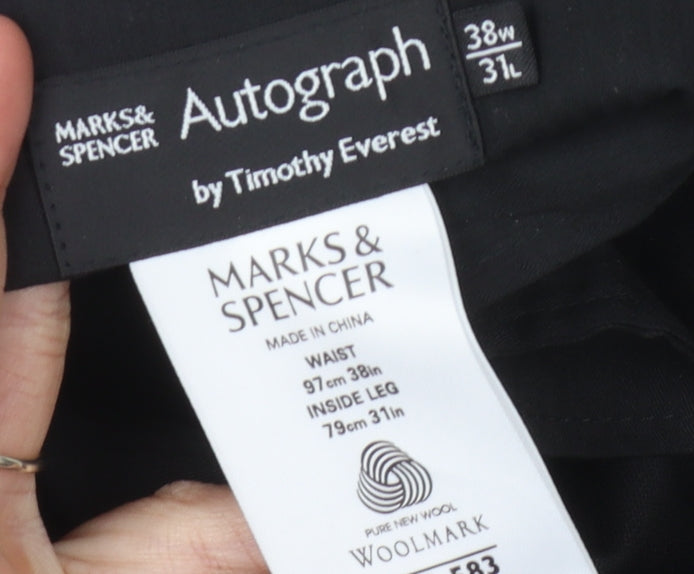 MARKS&
SPENCER
Autograph
by Timothy Everest
38W
31L
MARKS &
SPENCER
MADE IN CHINA
WAIST
97cm 38in
INSIDE LEG
79cm 31in
PURE NEW WOOL
WOOLMARK
583